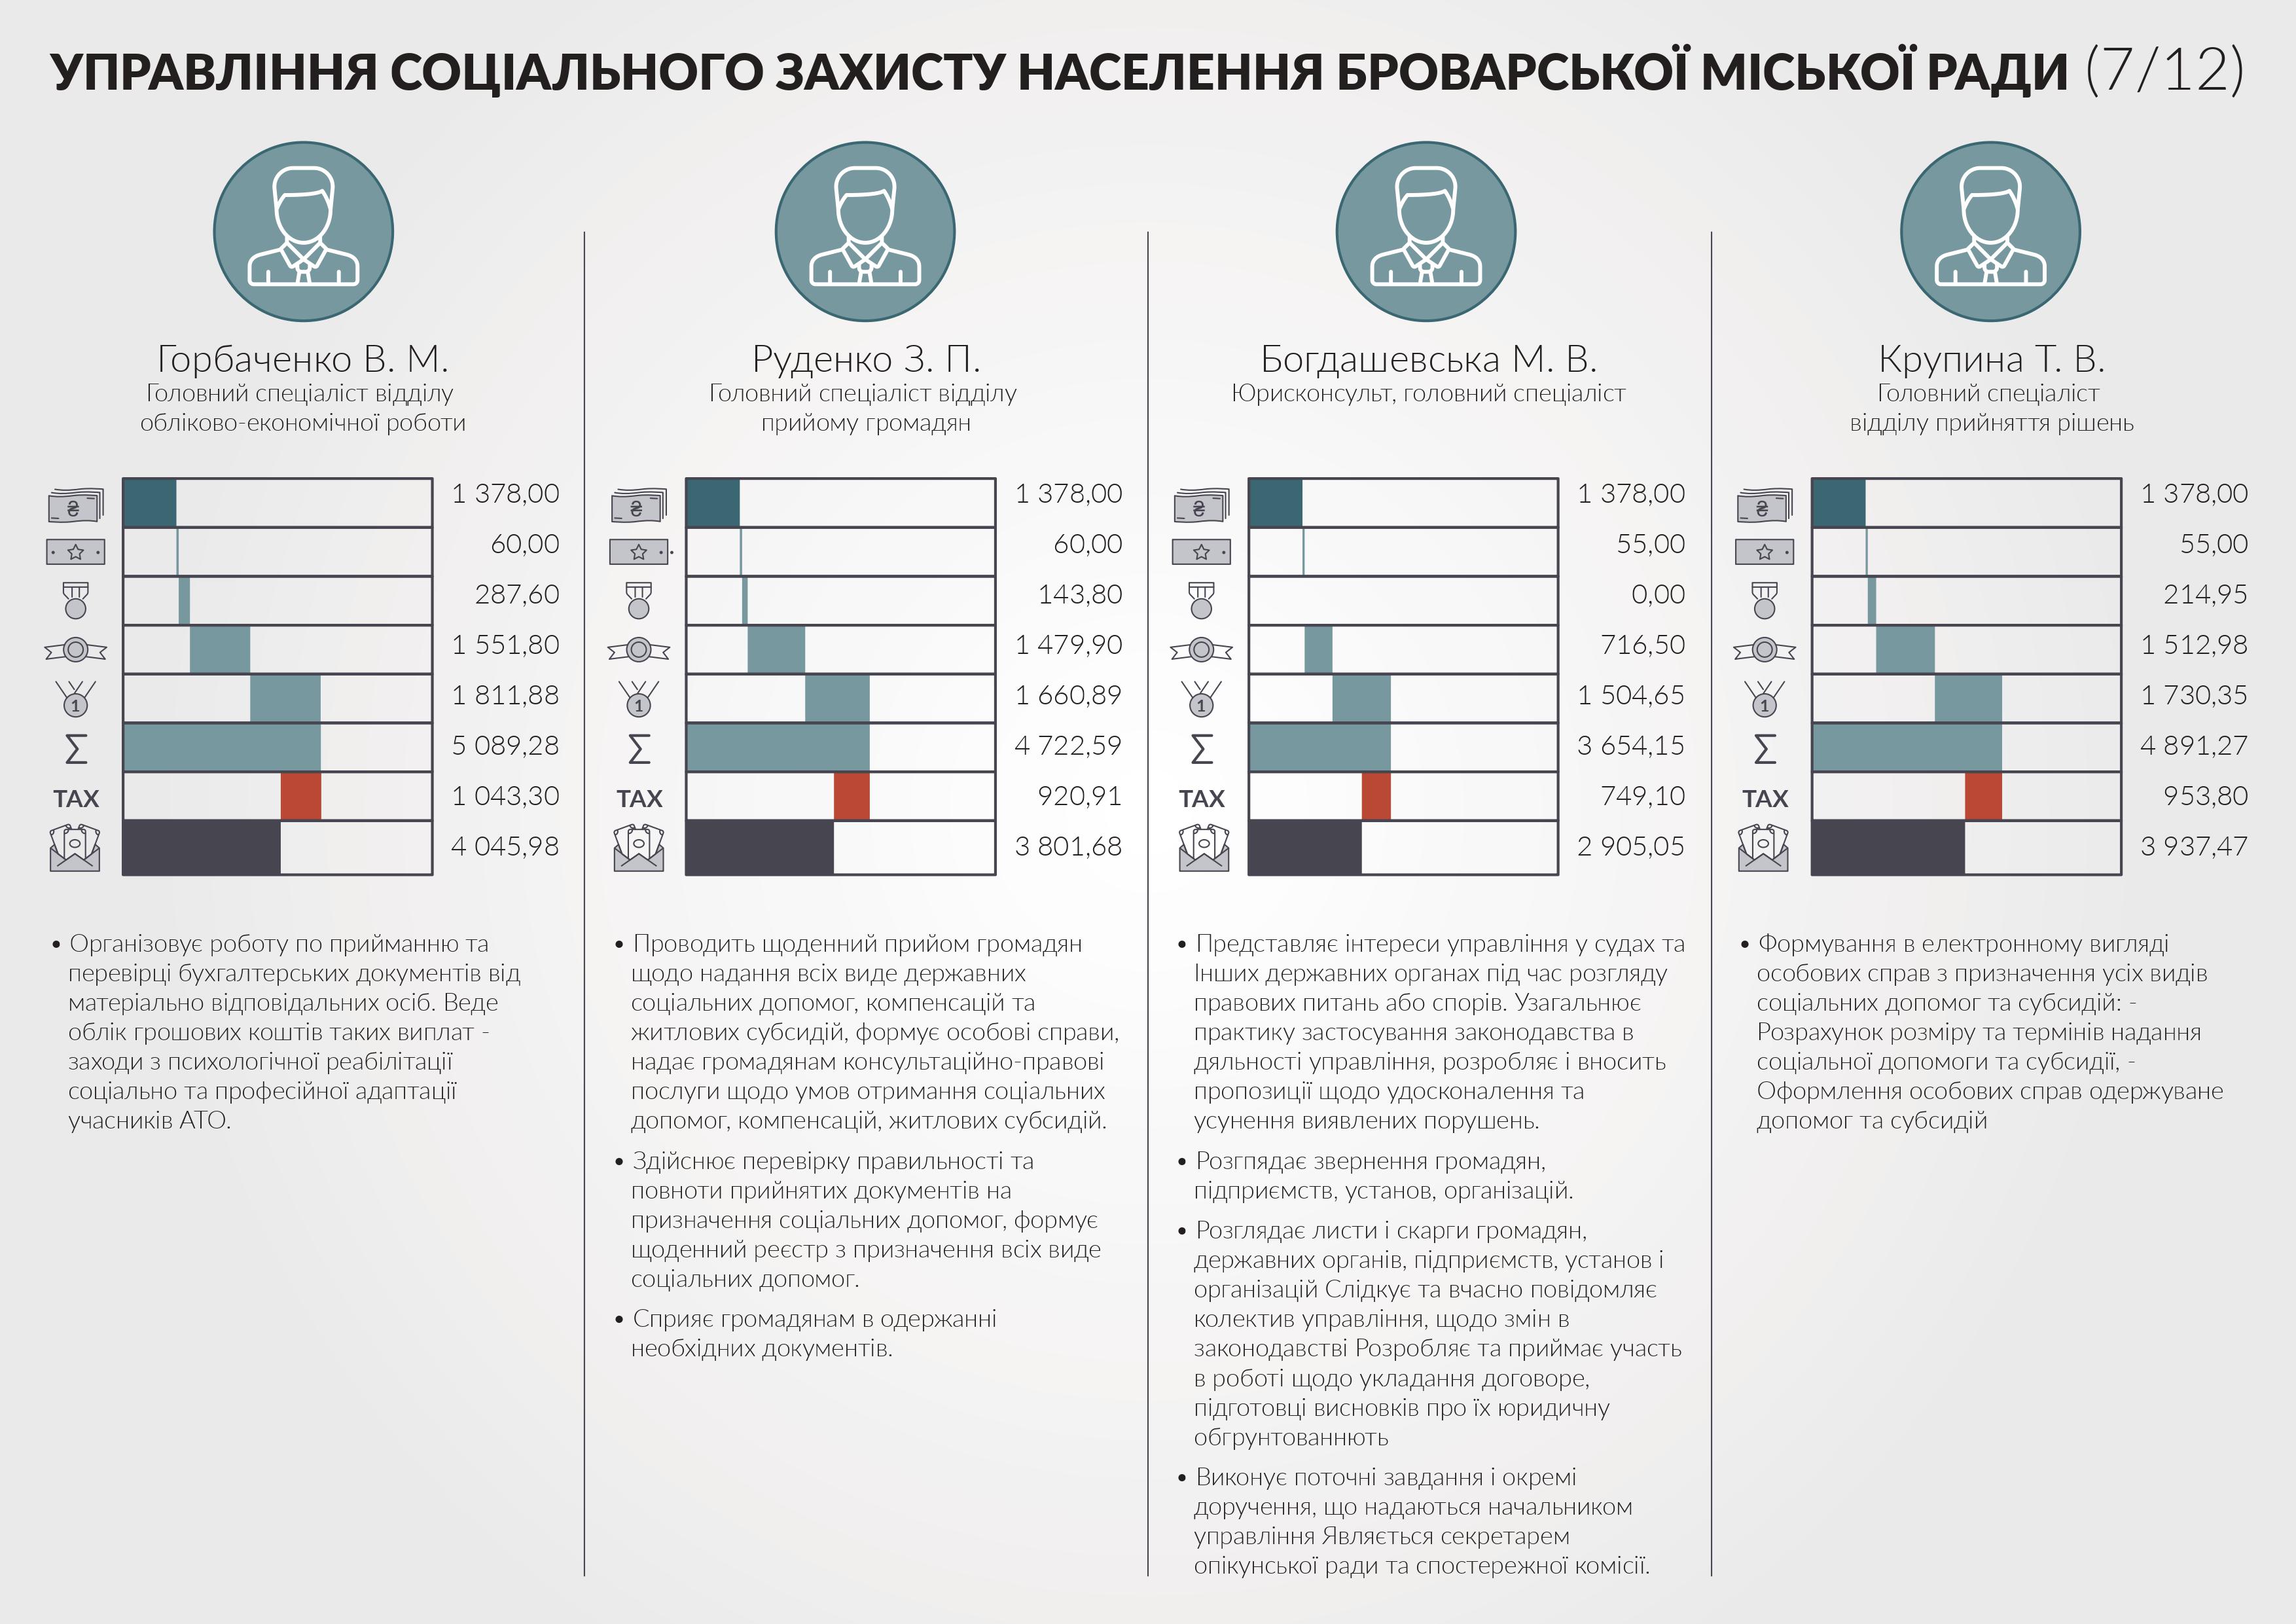 УПРАВЛІННЯ СОЦІАЛЬНОГО ЗАХИСТУ НАСЕЛЕННЯ БРОВАРСЬКОЇ МІСЬКОЇ РАДИ (7/12)
Горбаченко В. М.
Головний спеціаліст відділу
обліково-економічної роботи
₴ 1 378,00
60,00
287,60
1 551,80
1 1 811,88
Σ 5 089,28
TAX 1 043,30
4 045,98
• Організовує роботу по прийманню та
перевірці бухгалтерських документів від
матеріально відповідальних осіб. Веде
облік грошових коштів таких виплат -
заходи з психологічної реабілітації
соціально та професійної адаптації
учасників АТО.
Руденко З. П.
Головний спеціаліст відділу
прийому громадян
₴ 1 378,00
60,00
143,80
1 479,90
1 1 660,89
Σ 4 722,59
TAX 920,91
3 801,68
• Проводить щоденний прийом громадян
щодо надання всіх виде державних
соціальних допомог, компенсацій та
житлових субсидій, формує особові справи,
надає громадянам консультаційно-правові
послуги щодо умов отримання соціальних
допомог, компенсацій, житлових субсидій.
• Здійснює перевірку правильності та
повноти прийнятих документів на
призначення соціальних допомог, формує
щоденний реєстр з призначення всіх виде
соціальних допомог.
• Сприяє громадянам в одержанні
необхідних документів.
Богдашевська М. В.
Юрисконсульт, головний спеціаліст
₴ 1 378,00
55,00
0,00
716,50
1 1 504,65
Σ 3 654,15
TAX 749,10
2 905,05
• Представляє інтереси управління у судах та
Інших державних органах під час розгляду
правових питань або спорів. Узагальнює
практику застосування законодавства в
дяльності управління, розробляє і вносить
пропозиції щодо удосконалення та
усунення виявлених порушень.
• Розгпядає звернення громадян,
підприємств, установ, організацій.
• Розглядає листи і скарги громадян,
державних органів, підприємств, установ і
організацій Слідкує та вчасно повідомляє
колектив управління, щодо змін в
законодавстві Розробляє та приймає участь
в роботі щодо укладання договоре,
підготовці висновків про їх юридичну
обгрунтованнють
• Виконує поточні завдання і окремі
доручення, що надаються начальником
управління Являється секретарем
опікунської ради та спостережної комісії.
Крупина Т. В.
Головний спеціаліст
відділу прийняття рішень
₴ 1 378,00
55,00
214,95
1 512,98
1 1 730,35
Σ 4 891,27
TAX 953,80
3 937,47
• Формування в електронному вигляді
особових справ з призначення усіх видів
соціальних допомог та субсидій: -
Розрахунок розміру та термінів надання
соціальної допомоги та субсидії, -
Оформлення особових справ одержуване
допомог та субсидій